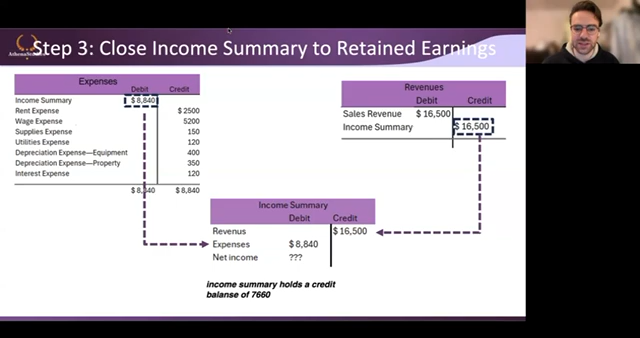 Athena
Step 3: Close Income Summary to Retained Earnings
Expenses
Debit Credit
Income Summary $ 8,840
Rent Expense $ 2500
Wage Expense 5200
Supplies Expense 150
Utilities Expense 120
Depreciation Expense—Equipment 400
Depreciation Expense—Property 350
Interest Expense 120
$ 8,840 $ 8,840
Revenues
Debit Credit
Sales Revenue $ 16,500
Income Summary $ 16,500
Income Summary
Debit Credit
Revenus $ 16,500
Expenses $ 8,840
Net income ???
income summary holds a credit
balanse of 7660